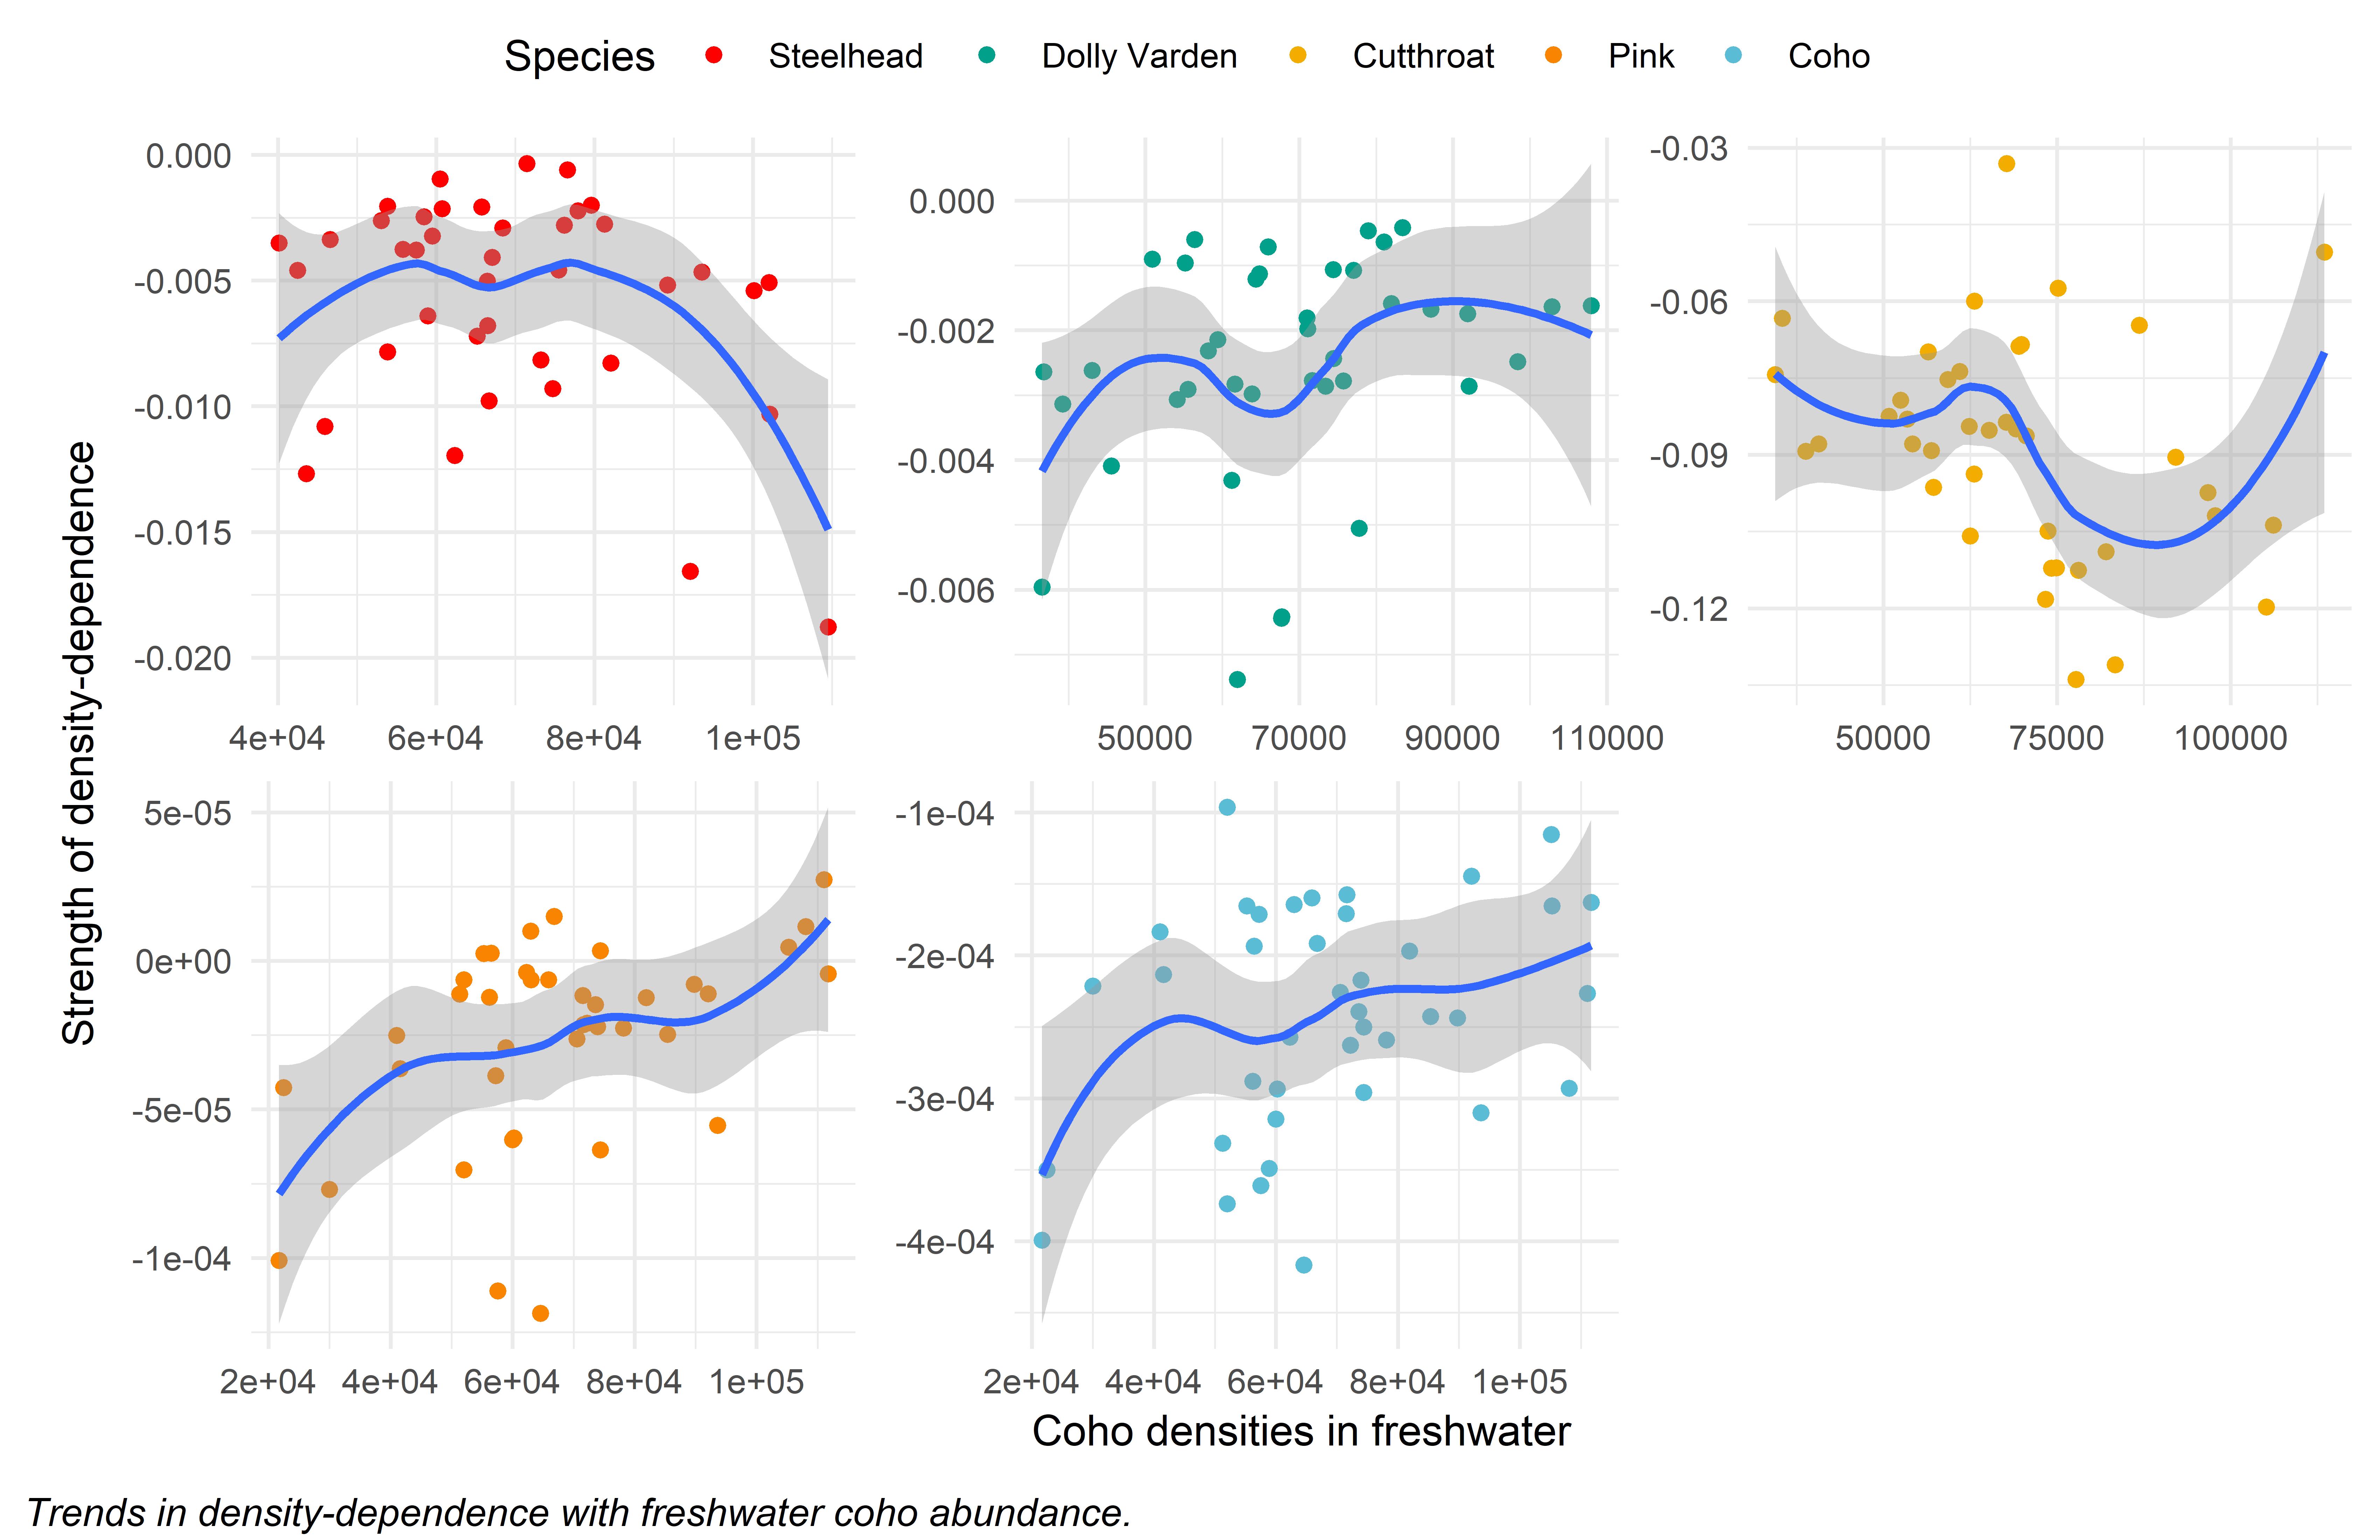 Species Steelhead Dolly Varden Cutthroat Pink Coho
Strength of density-dependence
0.000
-0.005
-0.010
-0.015
-0.020
4e+04 6e+04 8e+04 1e+05
0.000
-0.002
-0.004
-0.006
50000 70000 90000 110000
-0.03
-0.06
-0.09
-0.12
50000 75000 100000
5e-05
0e+00
-5e-05
-1e-04
2e+04 4e+04 6e+04 8e+04 1e+05
-1e-04
-2e-04
-3e-04
-4e-04
2e+04 4e+04 6e+04 8e+04 1e+05
Coho densities in freshwater
Trends in density-dependence with freshwater coho abundance.